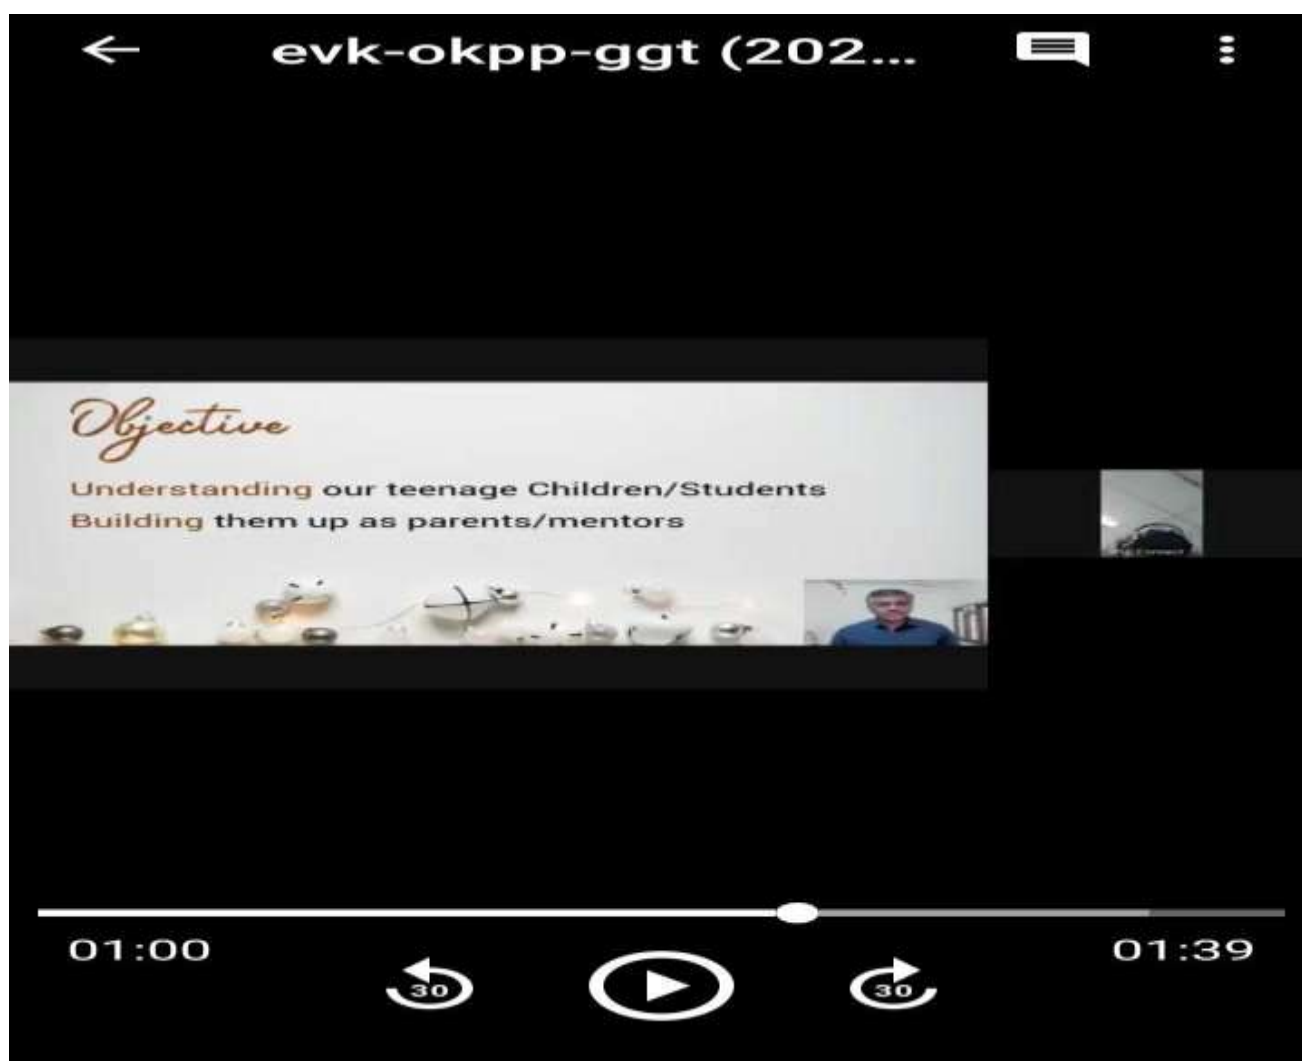 evk-okpp-ggt (202...
Objective
Understanding our teenage Children/Students
Building them up as parents/mentors
01:00
01:39
30
30